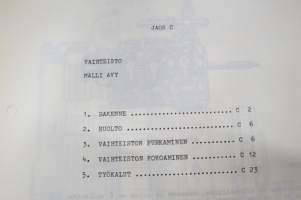 JAOS C
VAIHTEISTO
MALLI AVY
1. RAKENNE .................... C 2
2. HUOLTO ..................... C 6
3. VAIHTEISTON PURKAMINEN ..... C 6
4. VAIHTEISTON KOKOAMINEN ..... C 12
5. TYÖKALUT ................... C 23